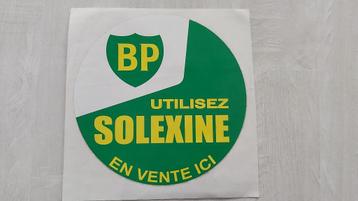 BP
UTILISEZ
SOLEXINE
EN VENTE ICI